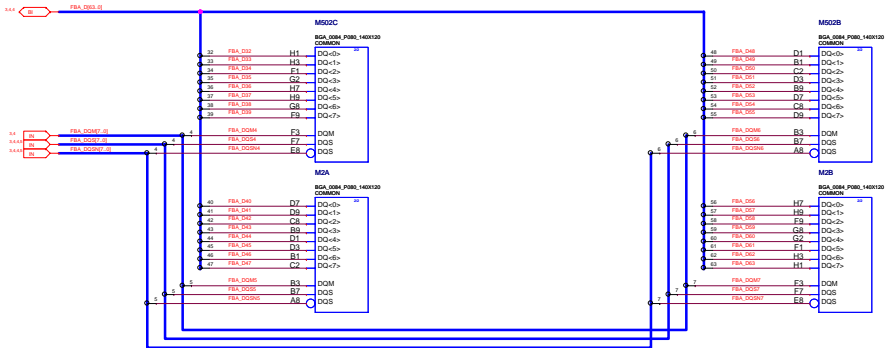 5,4,5 BI FBA_D[63..0]
M502C
BGA_0084_P080_140X120
COMMON
32 FBA_D32 H1 DQ<0>
33 FBA_D33 H3 DQ<1>
34 FBA_D34 F1 DQ<2>
35 FBA_D35 G2 DQ<3>
36 FBA_D36 H7 DQ<4>
37 FBA_D37 H9 DQ<5>
38 FBA_D38 G8 DQ<6>
39 FBA_D39 F9 DQ<7>
5,4 IN FBA_DQM[7..0]
IN FBA_DQS[7..0]
IN FBA_DQSN[7..0]
4 FBA_DQM4 F3 DQM
4 FBA_DQS4 F7 DQS
4 FBA_DQSN4 E8 DQS
M2A
BGA_0084_P080_140X120
COMMON
40 FBA_D40 D7 DQ<0>
41 FBA_D41 D9 DQ<1>
42 FBA_D42 C8 DQ<2>
43 FBA_D43 B9 DQ<3>
44 FBA_D44 D1 DQ<4>
45 FBA_D45 D3 DQ<5>
46 FBA_D46 B1 DQ<6>
47 FBA_D47 C2 DQ<7>
5 FBA_DQM5 B3 DQM
5 FBA_DQS5 B7 DQS
5 FBA_DQSN5 A8 DQS
M502B
BGA_0084_P080_140X120
COMMON
48 FBA_D48 D1 DQ<0>
49 FBA_D49 B1 DQ<1>
50 FBA_D50 C2 DQ<2>
51 FBA_D51 D3 DQ<3>
52 FBA_D52 B9 DQ<4>
53 FBA_D53 D7 DQ<5>
54 FBA_D54 C8 DQ<6>
55 FBA_D55 D9 DQ<7>
6 FBA_DQM6 B3 DQM
6 FBA_DQS6 B7 DQS
6 FBA_DQSN6 A8 DQS
M2B
BGA_0084_P080_140X120
COMMON
56 FBA_D56 H7 DQ<0>
57 FBA_D57 H9 DQ<1>
58 FBA_D58 F9 DQ<2>
59 FBA_D59 G8 DQ<3>
60 FBA_D60 G2 DQ<4>
61 FBA_D61 F1 DQ<5>
62 FBA_D62 H3 DQ<6>
63 FBA_D63 H1 DQ<7>
7 FBA_DQM7 F3 DQM
7 FBA_DQS7 F7 DQS
7 FBA_DQSN7 E8 DQS